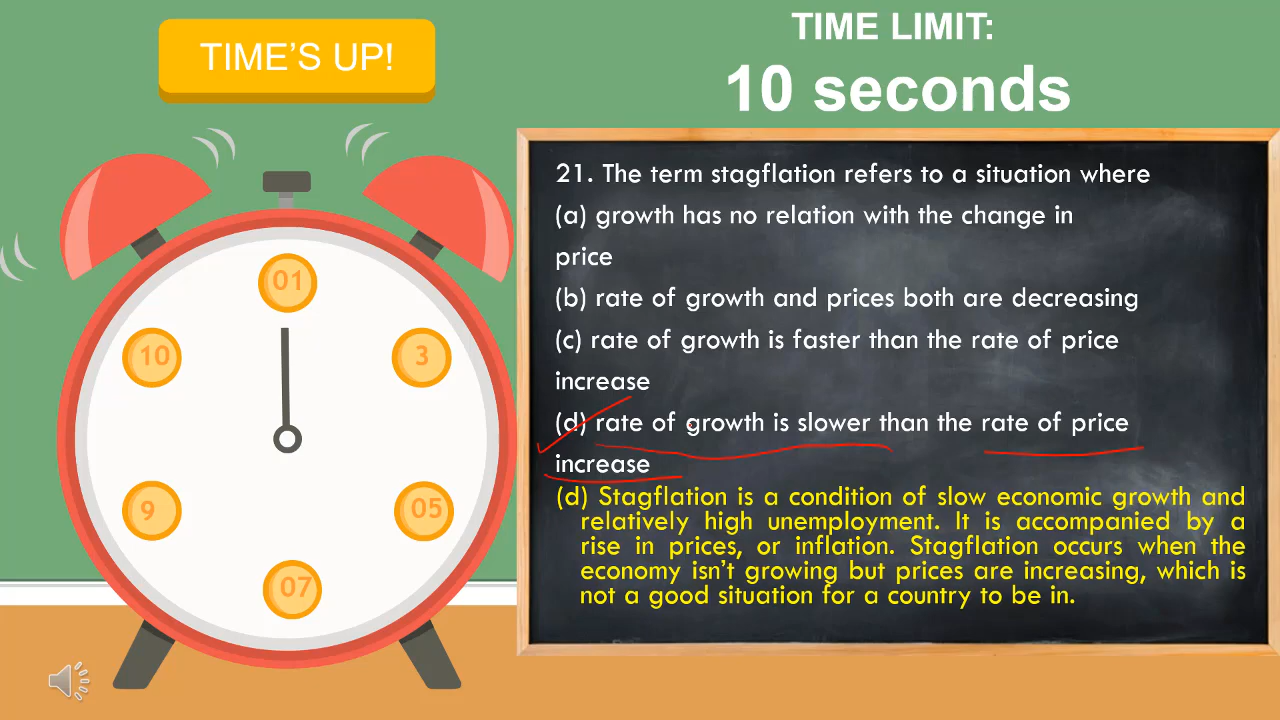 TIME'S UP!
TIME LIMIT:
10 seconds
01
10
3
9
05
07
21. The term stagflation refers to a situation where
(a) growth has no relation with the change in
price
(b) rate of growth and prices both are decreasing
(c) rate of growth is faster than the rate of price
increase
(d) rate of growth is slower than the rate of price
increase
(d) Stagflation is a condition of slow economic growth and
relatively high unemployment. It is accompanied by a
rise in prices, or inflation. Stagflation occurs when the
economy isn't growing but prices are increasing, which is
not a good situation for a country to be in.